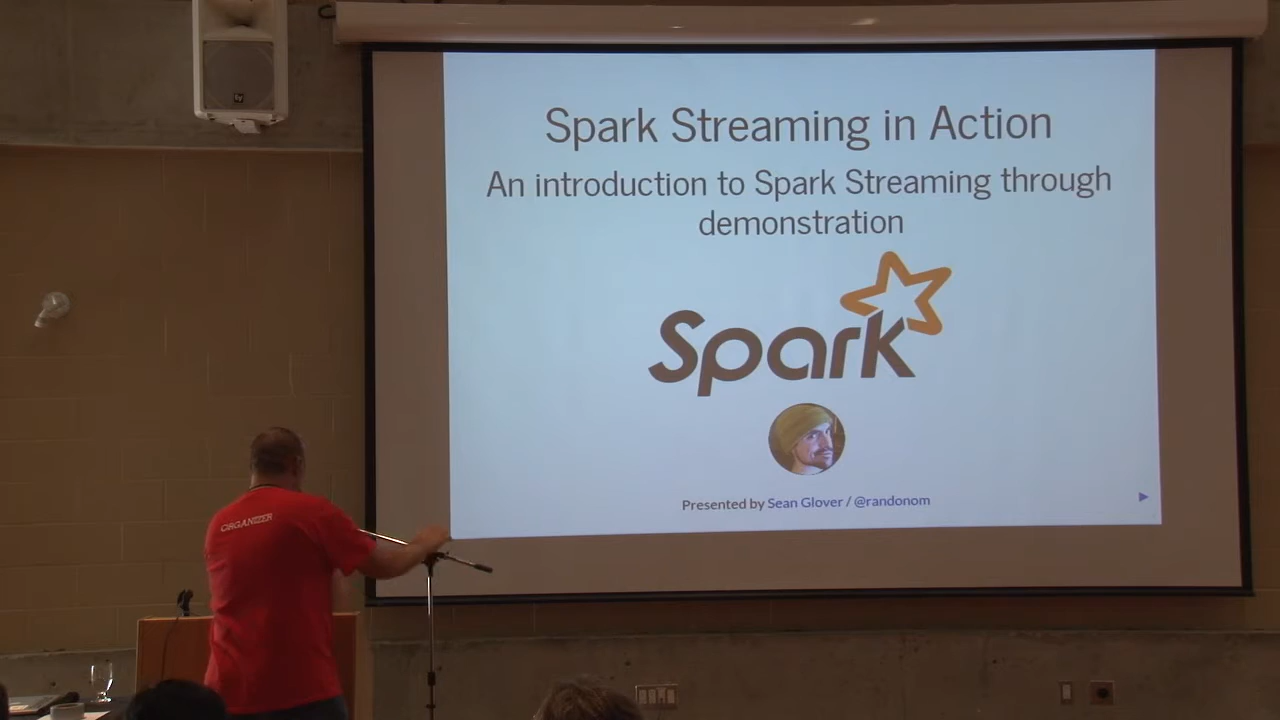 Spark Streaming in Action
An introduction to Spark Streaming through
demonstration
Spark
Presented by Sean Glover / @randonom
ORGANIZER